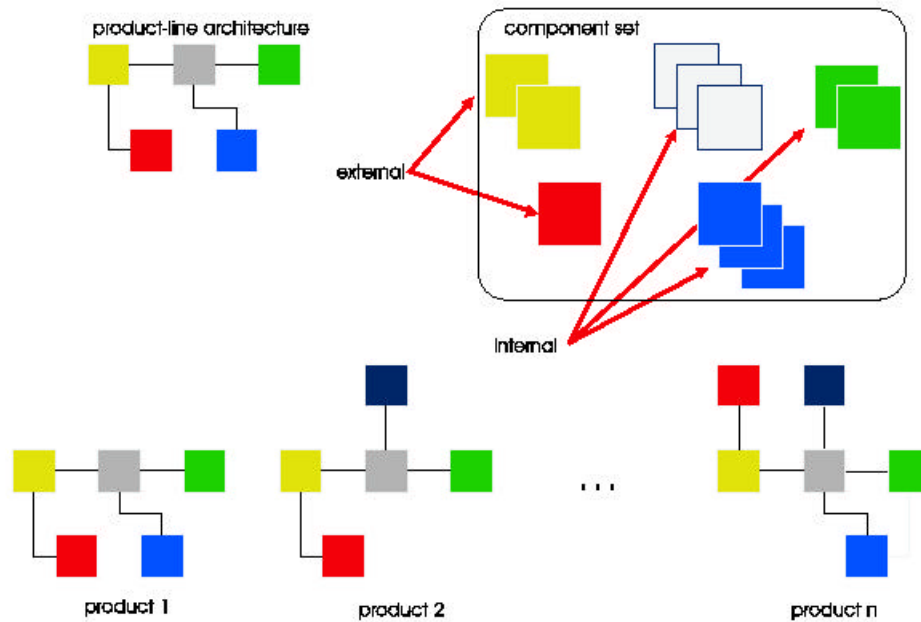 product-line architecture
component set
external
internal
...
product 1
product 2
product n